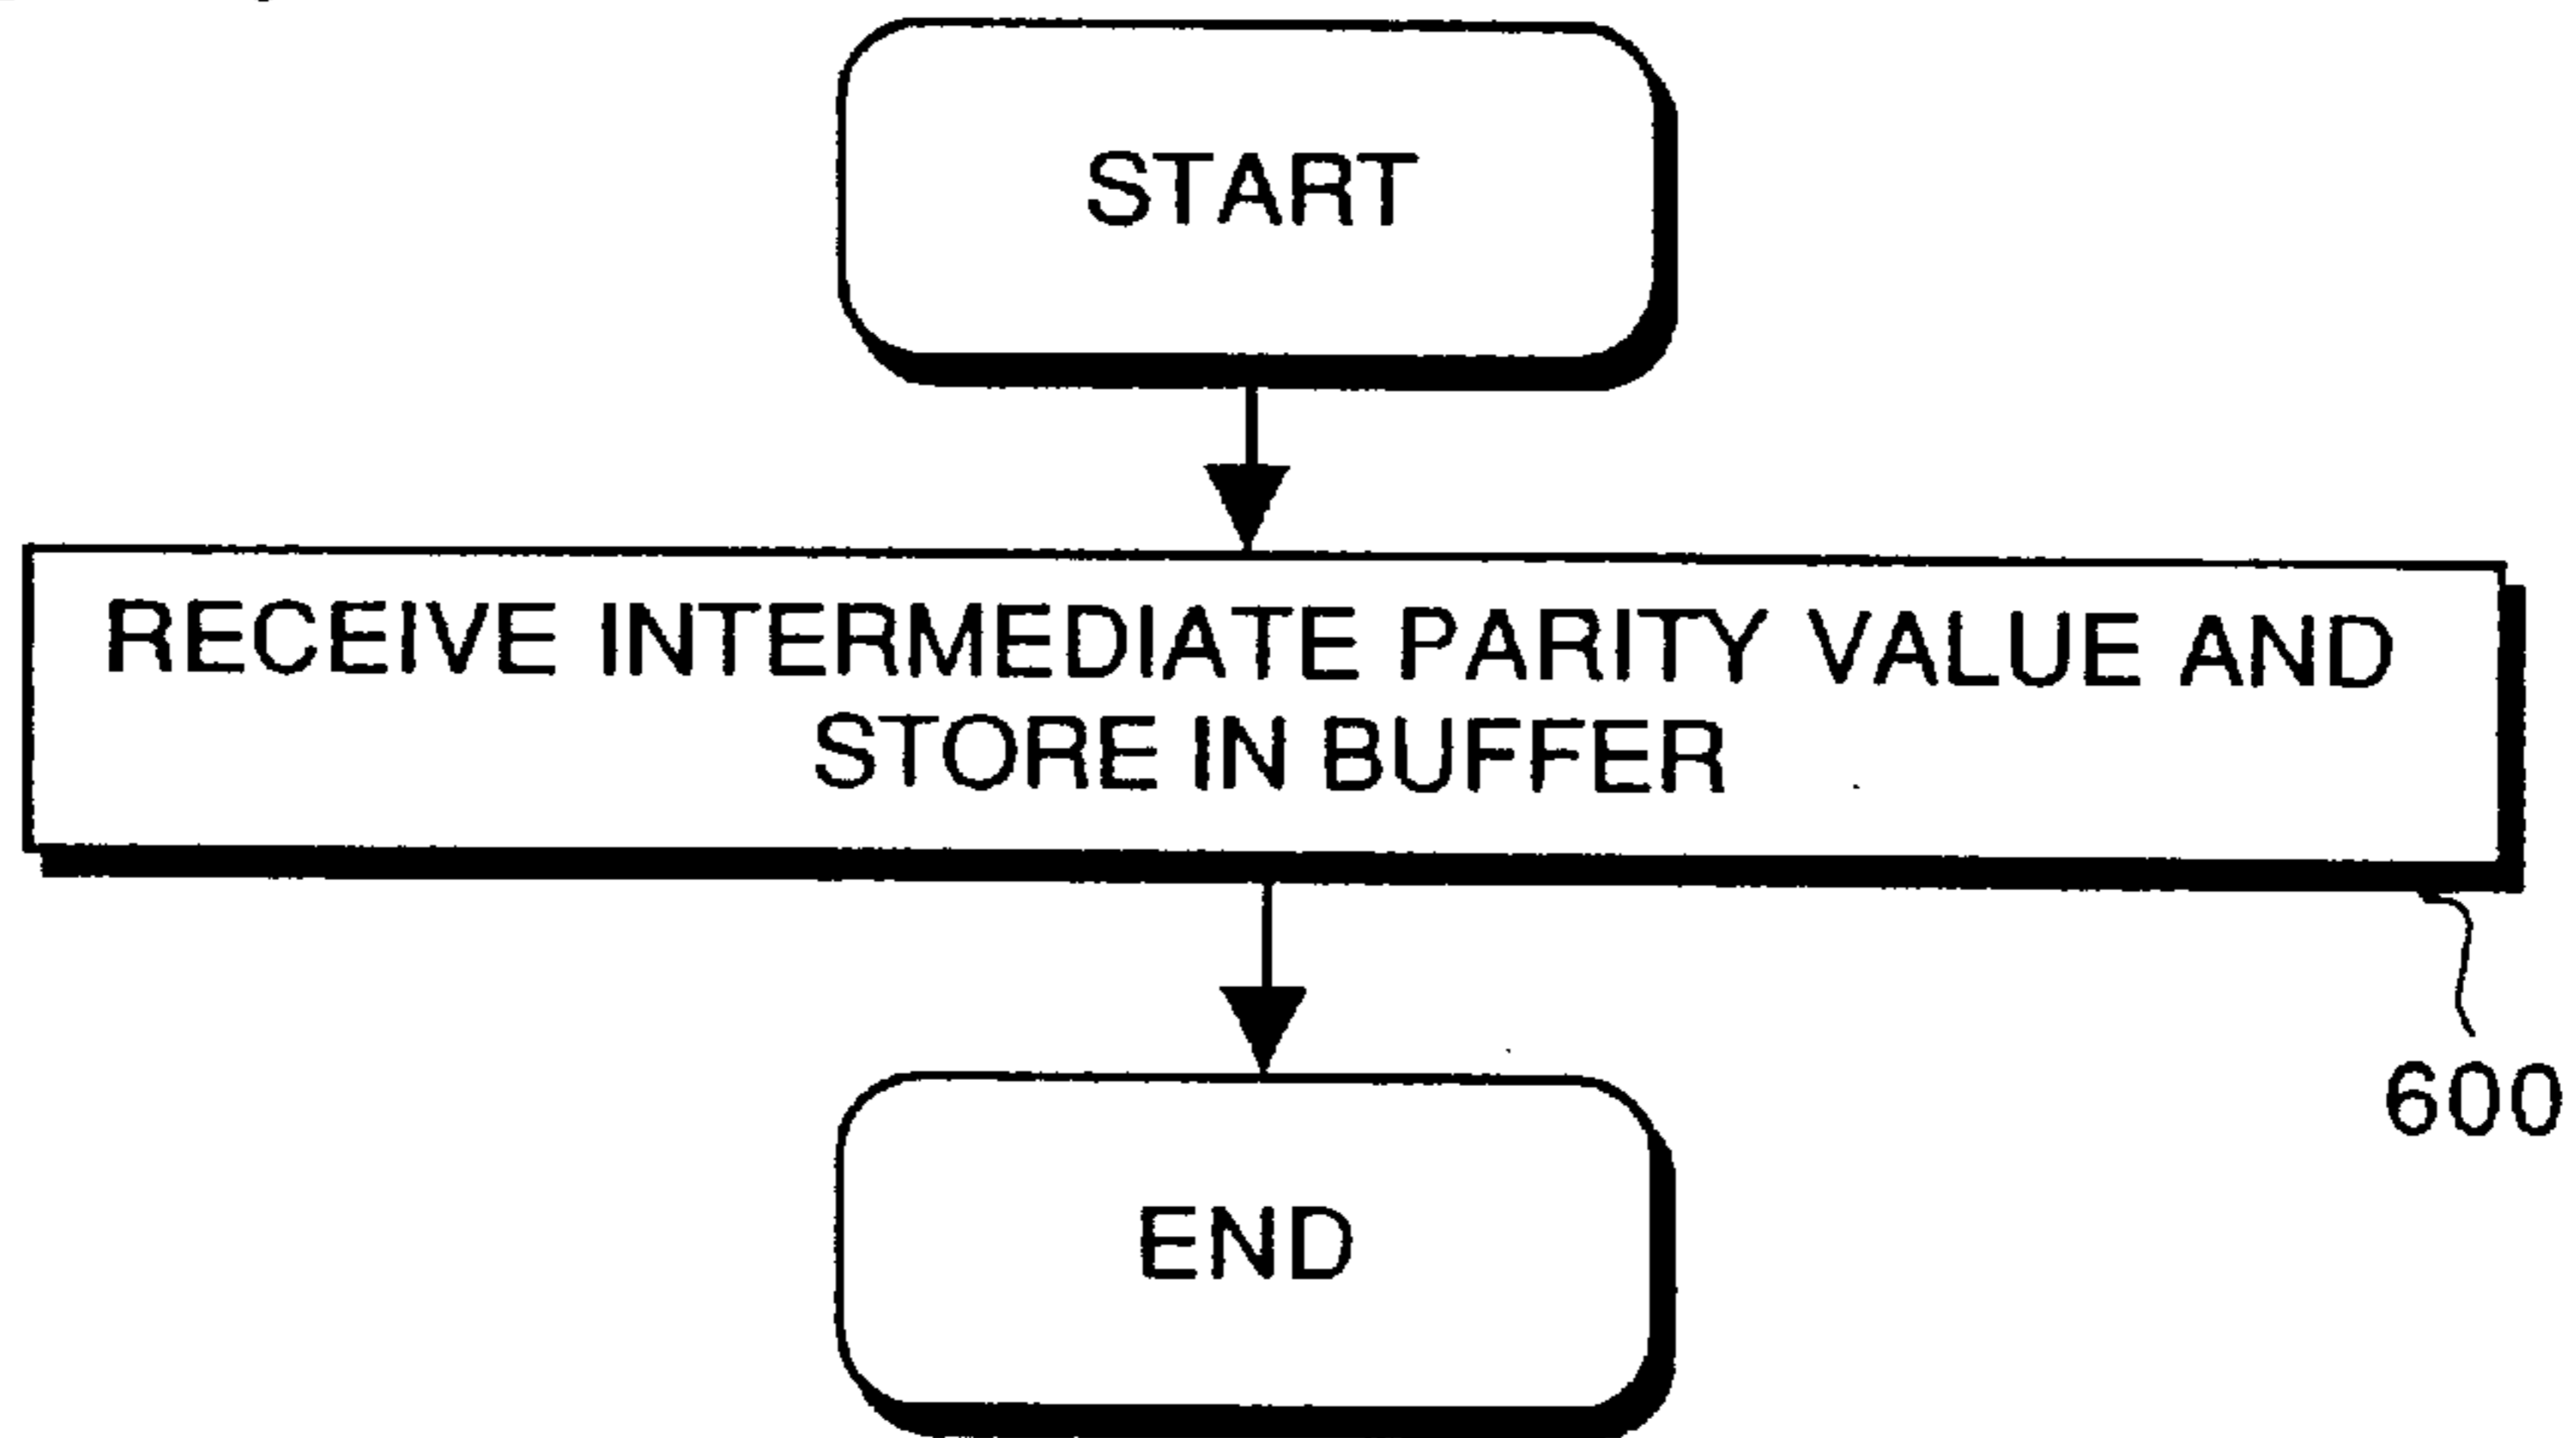 START
RECEIVE INTERMEDIATE PARITY VALUE AND
STORE IN BUFFER
600
END